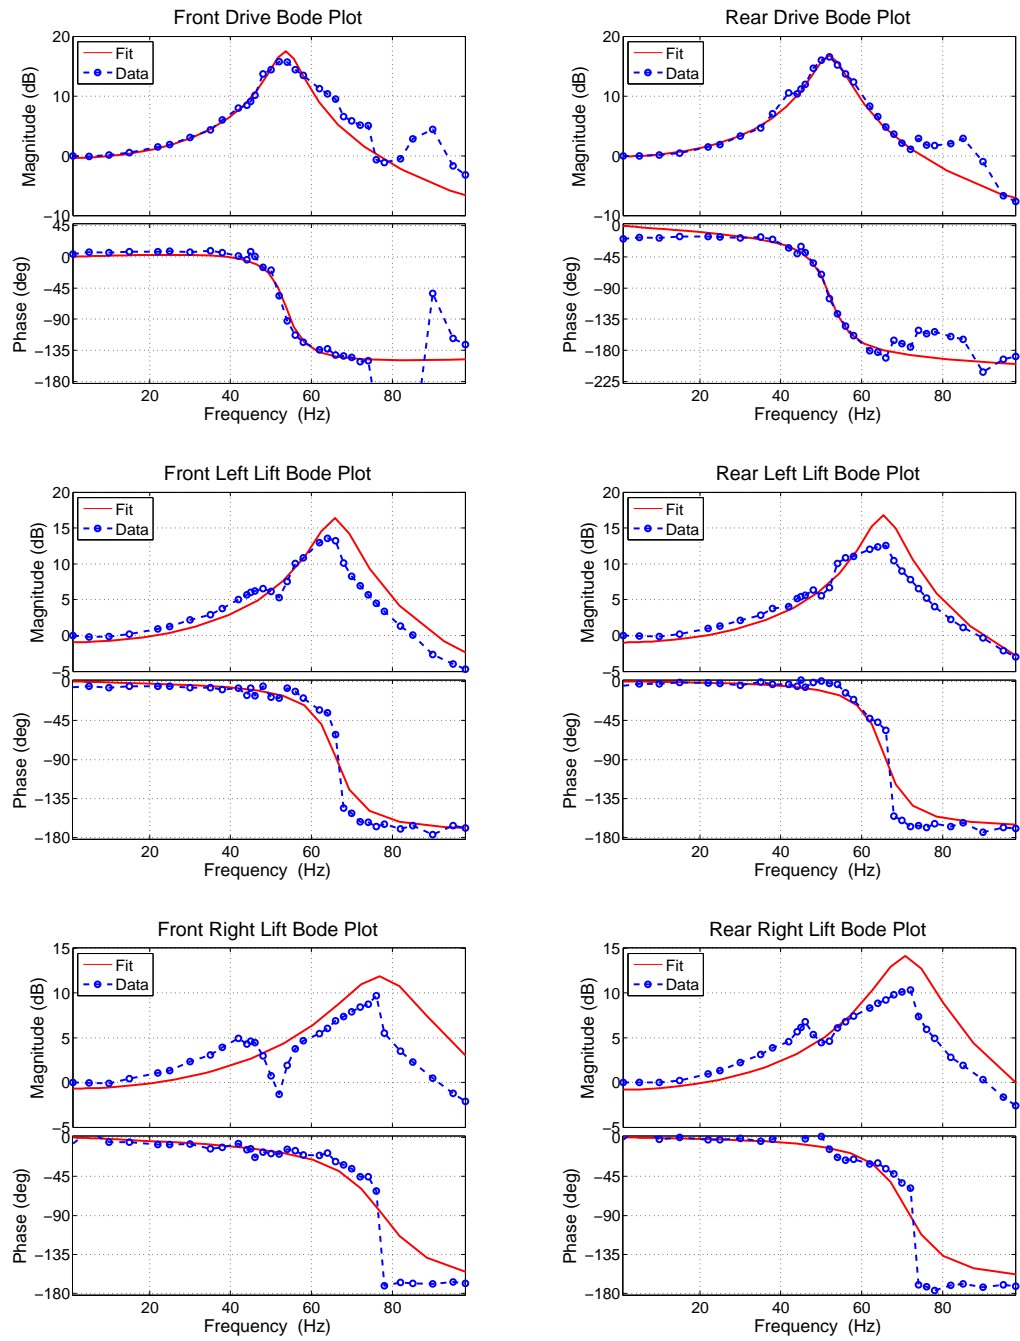 Front Drive Bode Plot
20
10
0
−10
Magnitude (dB)
Fit
Data
45
0
−45
−90
−135
−180
Phase (deg)
20
40
60
80
Frequency (Hz)
Rear Drive Bode Plot
20
10
0
−10
Magnitude (dB)
Fit
Data
0
−45
−90
−135
−180
−225
Phase (deg)
20
40
60
80
Frequency (Hz)
Front Left Lift Bode Plot
20
15
10
5
0
−5
Magnitude (dB)
Fit
Data
0
−45
−90
−135
−180
Phase (deg)
20
40
60
80
Frequency (Hz)
Rear Left Lift Bode Plot
20
15
10
5
0
−5
Magnitude (dB)
Fit
Data
0
−45
−90
−135
−180
Phase (deg)
20
40
60
80
Frequency (Hz)
Front Right Lift Bode Plot
15
10
5
0
−5
Magnitude (dB)
Fit
Data
0
−45
−90
−135
−180
Phase (deg)
20
40
60
80
Frequency (Hz)
Rear Right Lift Bode Plot
15
10
5
0
−5
Magnitude (dB)
Fit
Data
0
−45
−90
−135
−180
Phase (deg)
20
40
60
80
Frequency (Hz)